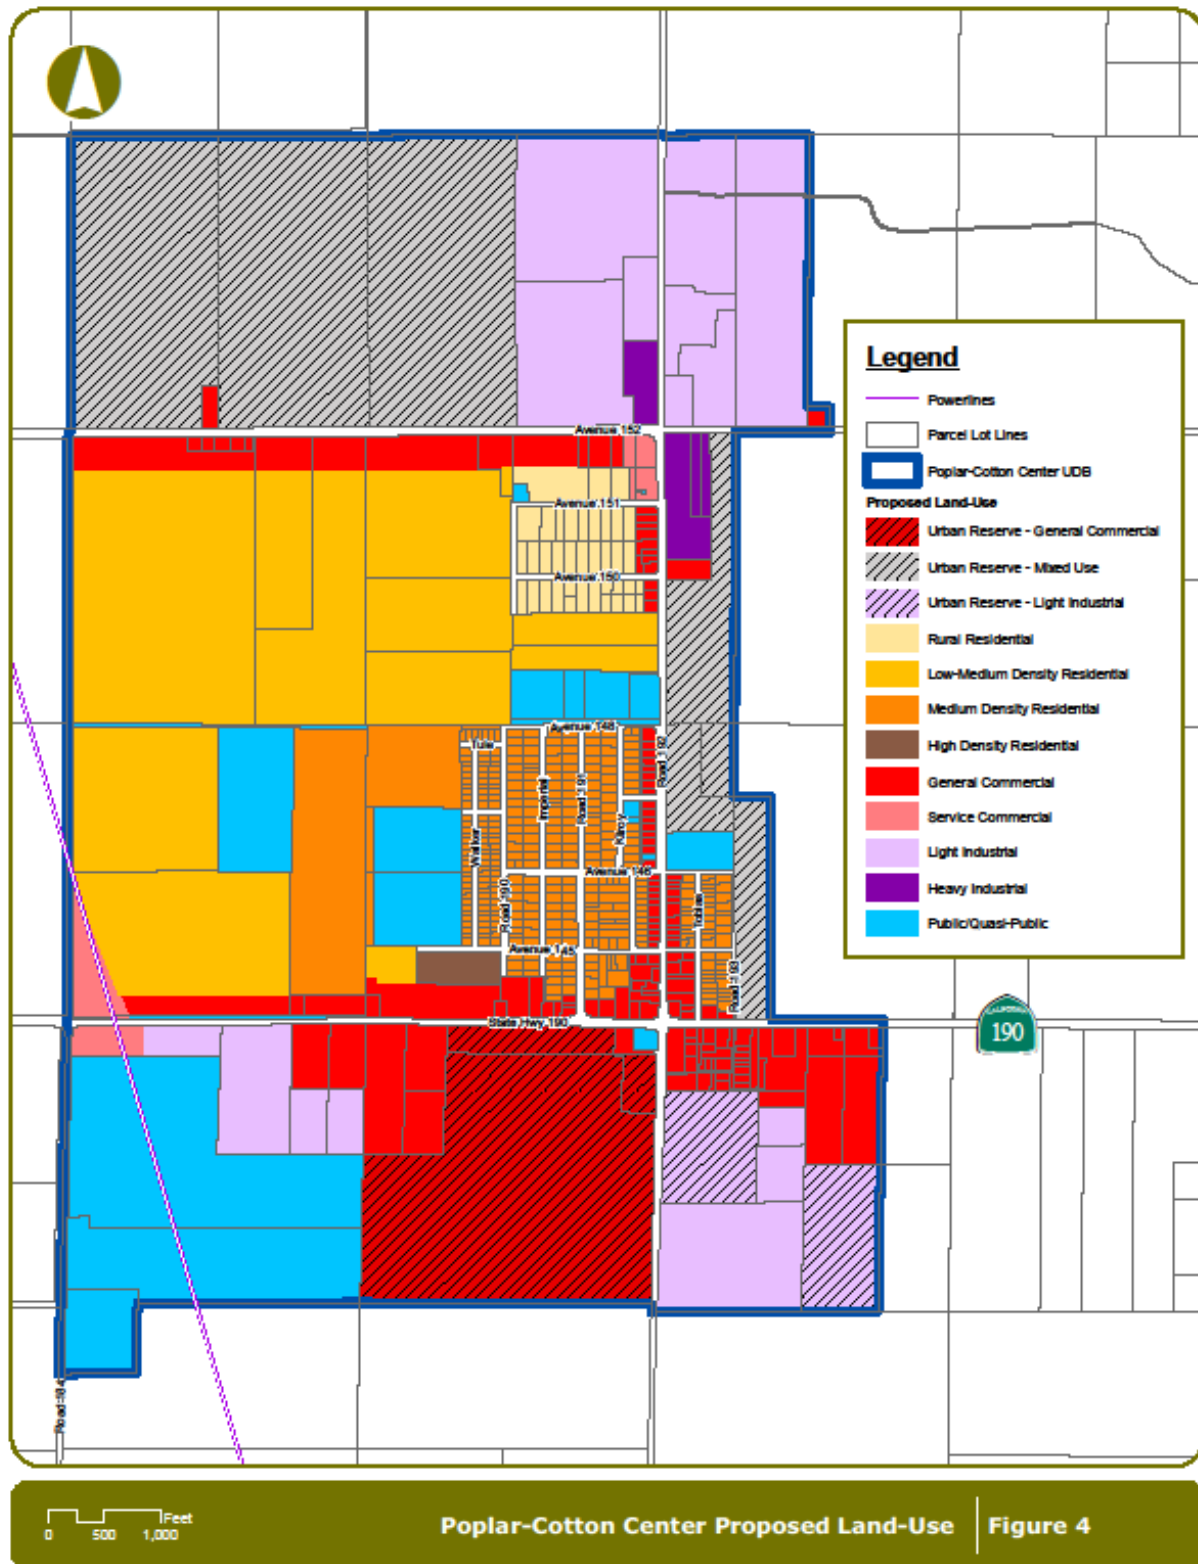 Legend
Powerlines
Parcel Lot Lines
Poplar-Cotton Center UDB
Proposed Land-Use
Urban Reserve - General Commercial
Urban Reserve - Mixed Use
Urban Reserve - Light Industrial
Rural Residential
Low-Medium Density Residential
Medium Density Residential
High Density Residential
General Commercial
Service Commercial
Light Industrial
Heavy Industrial
Public/Quasi-Public
Avenue 152
Avenue 151
Avenue 150
Avenue 148
Tule
Imperial
Road 191
Road 192
Kilroy
Walker
Avenue 146
Road 190
Tobias
Avenue 145
Road 193
State Hwy 190
CALIFORNIA
190
Road 184
Feet
0 500 1,000
Poplar-Cotton Center Proposed Land-Use Figure 4